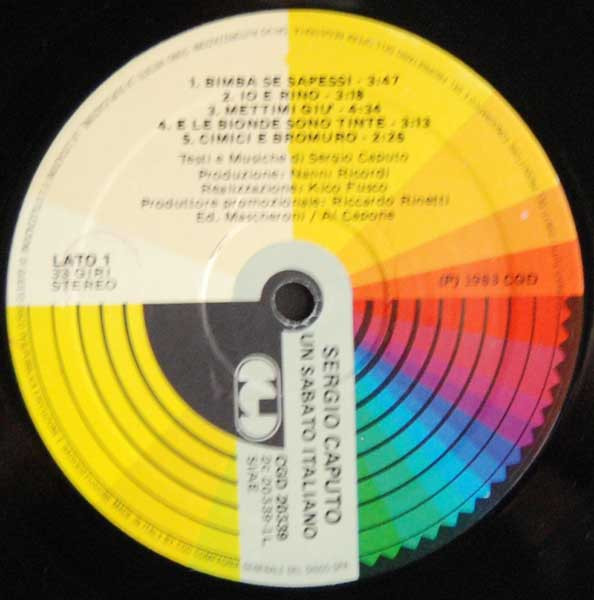 1. BIMBA SE SAPESSI - 3:47
2. IO E RINO - 3:18
3. METTIMI GIU' - 4:34
4. E LE BIONDE SONO TINTE - 3:13
5. CIMICI E BROMURO - 2:25
Testi e Musiche di Sergio Caputo
Produzione: Nanni Ricordi
Realizzazione: Kico Fusco
Produttore promozionale: Riccardo Rinetti
Ed. Mascheroni / Al Capone
LATO 1
33 GIRI
STEREO
(P) 1983 CGD
SERGIO CAPUTO
UN SABATO ITALIANO
CGD 20339
SIAE